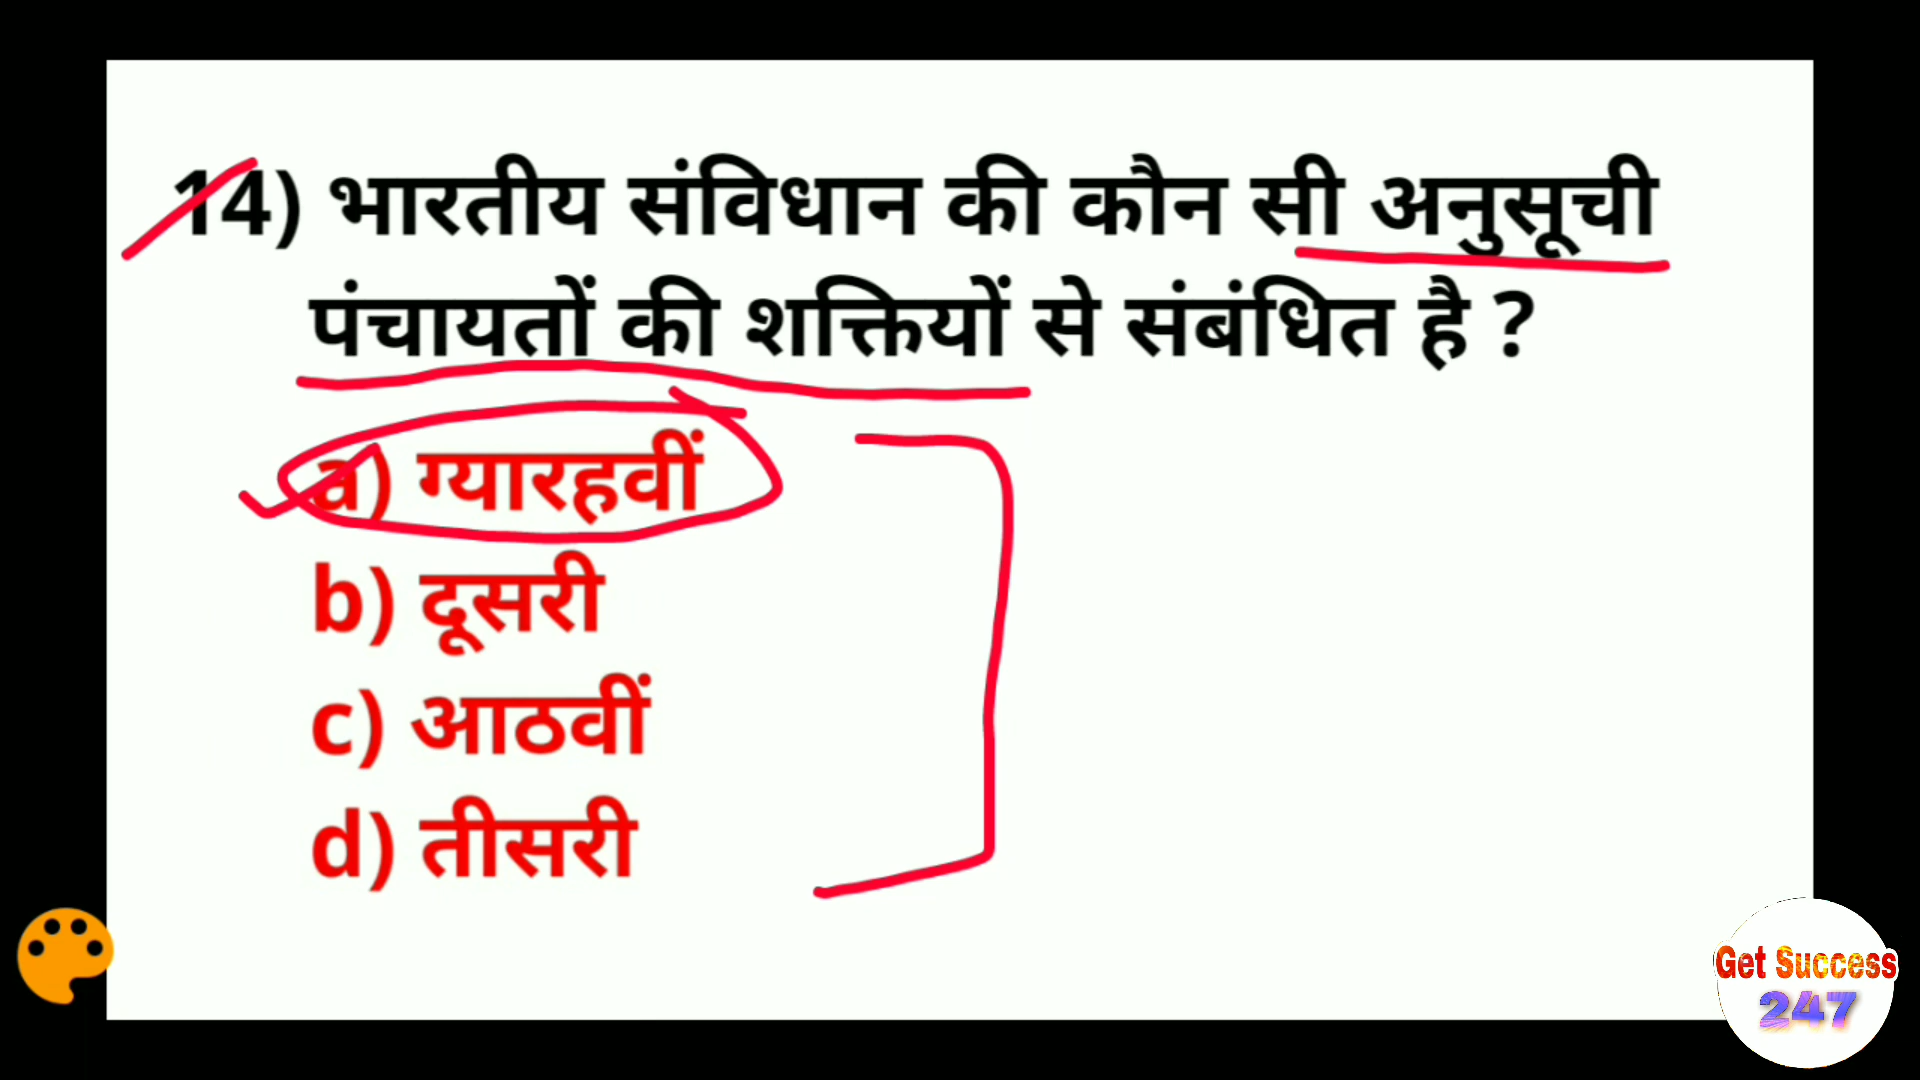 14) भारतीय संविधान की कौन सी अनुसूची
पंचायतों की शक्तियों से संबंधित है ?
a) ग्यारहवीं
b) दूसरी
c) आठवीं
d) तीसरी
Get Success
247